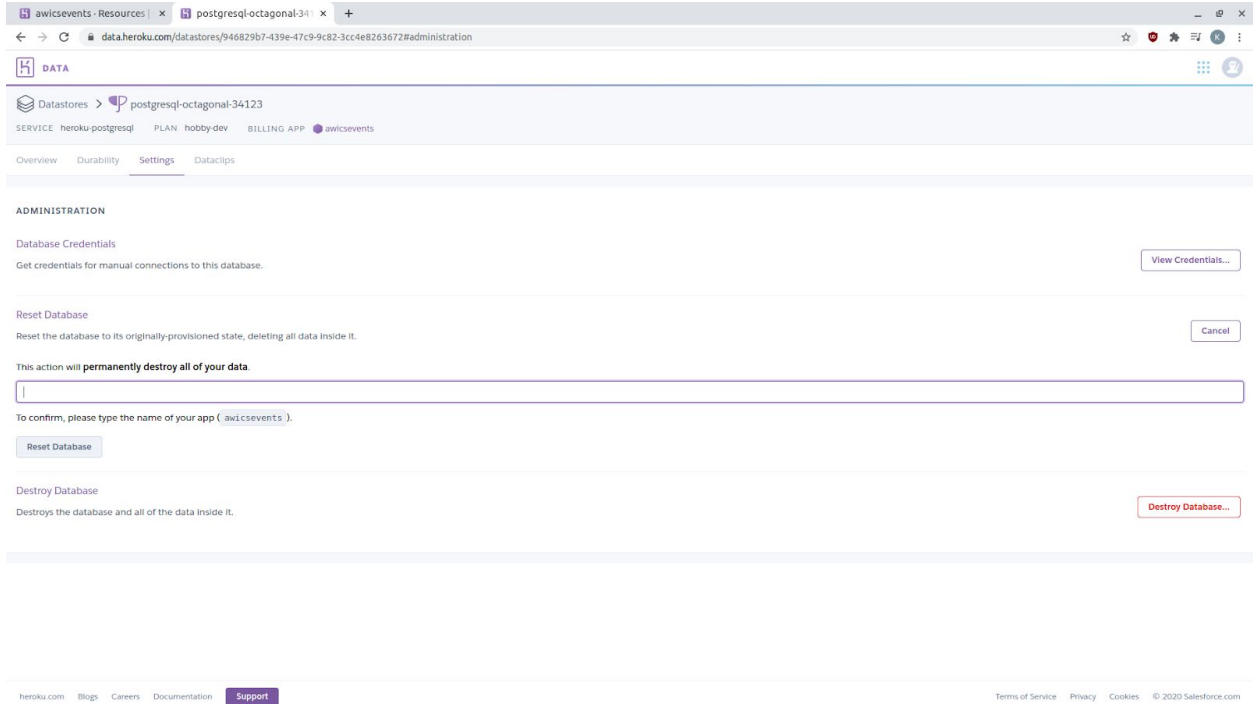 awicsevents · Resources |
postgresql-octagonal-341
data.heroku.com/datastores/946829b7-439e-47c9-9c82-3cc4e8263672#administration
K
DATA
Datastores > postgresql-octagonal-34123
SERVICE heroku-postgresql PLAN hobby-dev BILLING APP awicsevents
Overview Durability Settings Dataclips
ADMINISTRATION
Database Credentials
Get credentials for manual connections to this database.
View Credentials...
Reset Database
Reset the database to its originally-provisioned state, deleting all data inside it.
Cancel
This action will permanently destroy all of your data.
To confirm, please type the name of your app ( awicsevents ).
Reset Database
Destroy Database
Destroys the database and all of the data inside it.
Destroy Database...
heroku.com Blogs Careers Documentation Support
Terms of Service Privacy Cookies © 2020 Salesforce.com